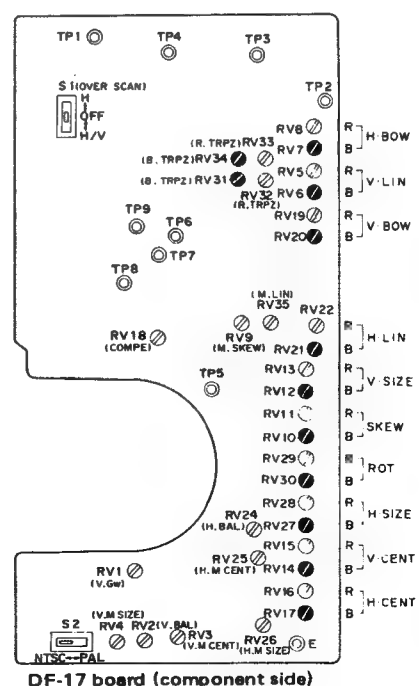 TP1 TP4 TP3
S1(OVER SCAN)
H
OFF
H/V
TP2
RV8 R
H·BOW
RV7 B
(R.TRPZ) RV33
(B.TRPZ) RV34
RV5 R
V·LIN
(B.TRPZ) RV31
RV6 B
RV32
(R.TRPZ)
RV19 R
V·BOW
RV20 B
TP9
TP6
TP7
TP8
(M.LIN)
RV35
RV22
H·LIN
RV9
(M.SKEW)
RV18
(COMPE)
RV21 B
RV13 R
V·SIZE
TP5
RV12 B
RV11 R
SKEW
RV10 B
RV29
ROT
RV30 B
RV28 R
H·SIZE
RV24
(H.BAL)
RV27 B
RV15 R
V·CENT
RV25
(H.M CENT)
RV14 B
RV1
(V.Gw)
RV16 R
H·CENT
RV17 B
S2
NTSC↔PAL
(V.M SIZE)
RV4
RV2(V.BAL)
RV3
(V.M CENT)
RV26
(H.M SIZE)
E
DF-17 board (component side)